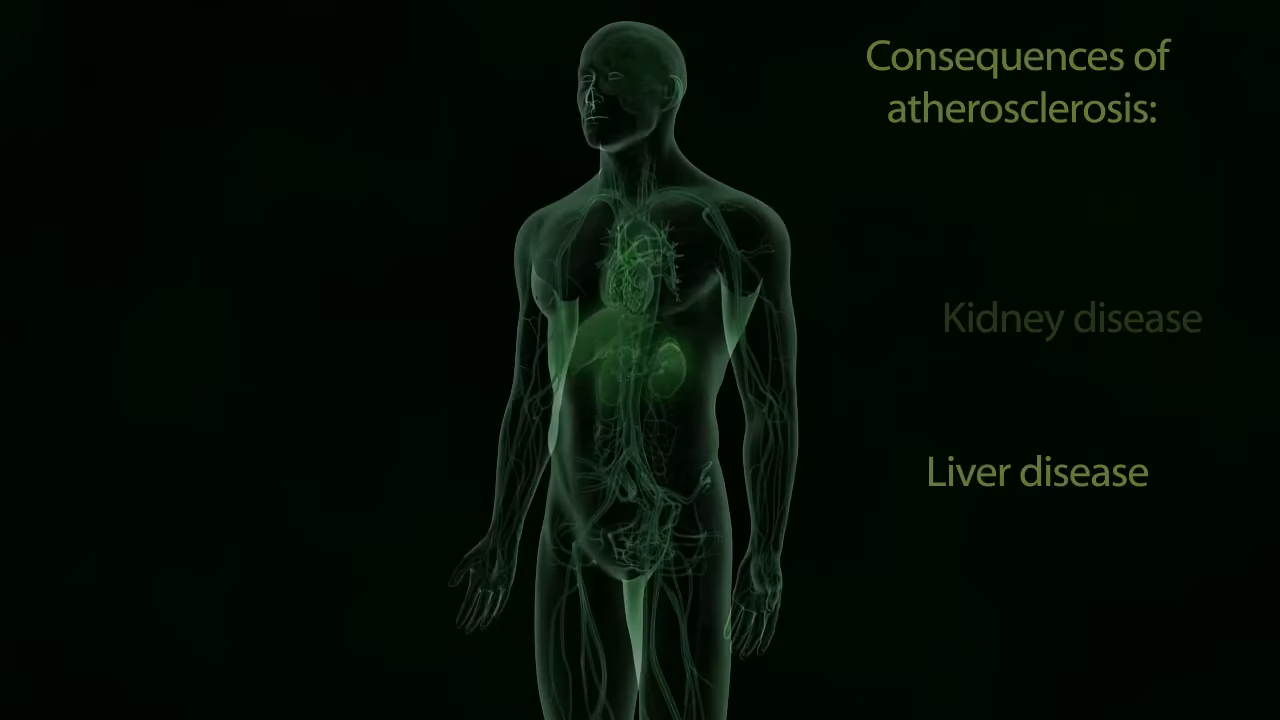 Consequences of
atherosclerosis:
Kidney disease
Liver disease